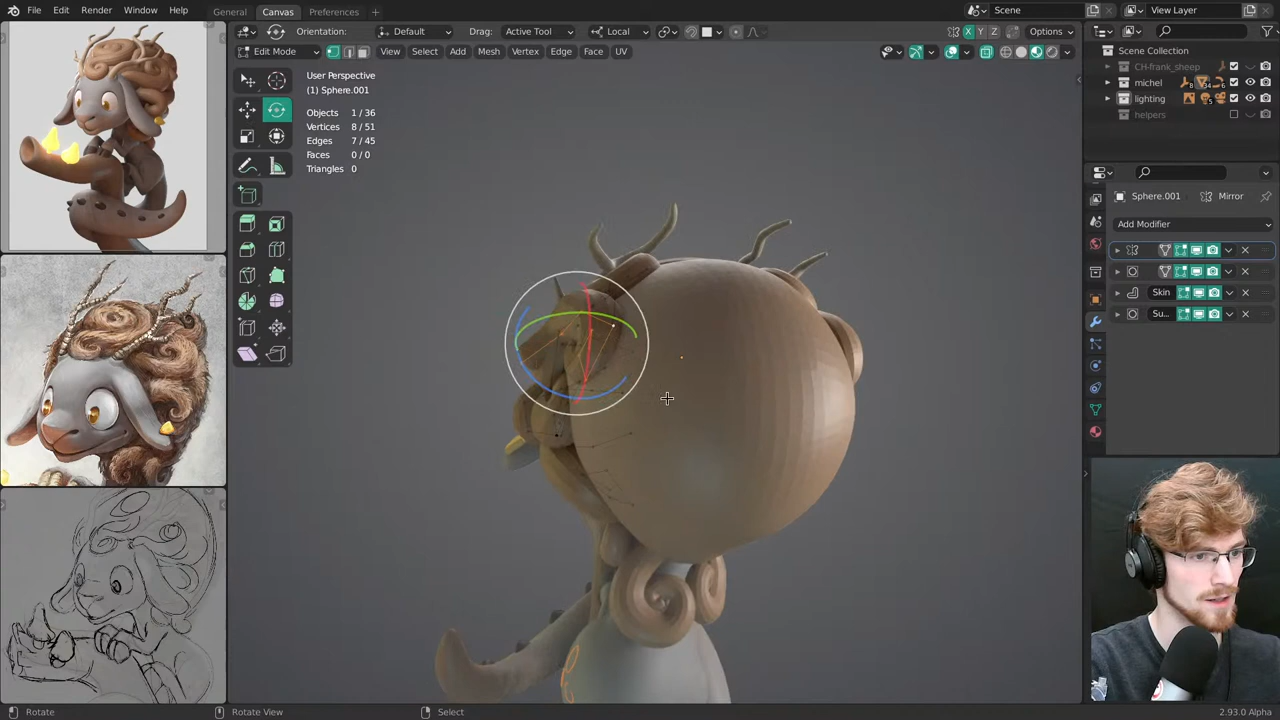 File Edit Render Window Help
General Canvas Preferences +
Scene
View Layer
Orientation: Default Drag: Active Tool Local
X Y Z Options
Edit Mode View Select Add Mesh Vertex Edge Face UV
User Perspective
(1) Sphere.001
Objects 1 / 36
Vertices 8 / 51
Edges 7 / 45
Faces 0 / 0
Triangles 0
Scene Collection
CH-frank_sheep
michel
lighting
helpers
Sphere.001 Mirror
Add Modifier
Skin
Su...
Rotate Rotate View Select 2.93.0 Alpha